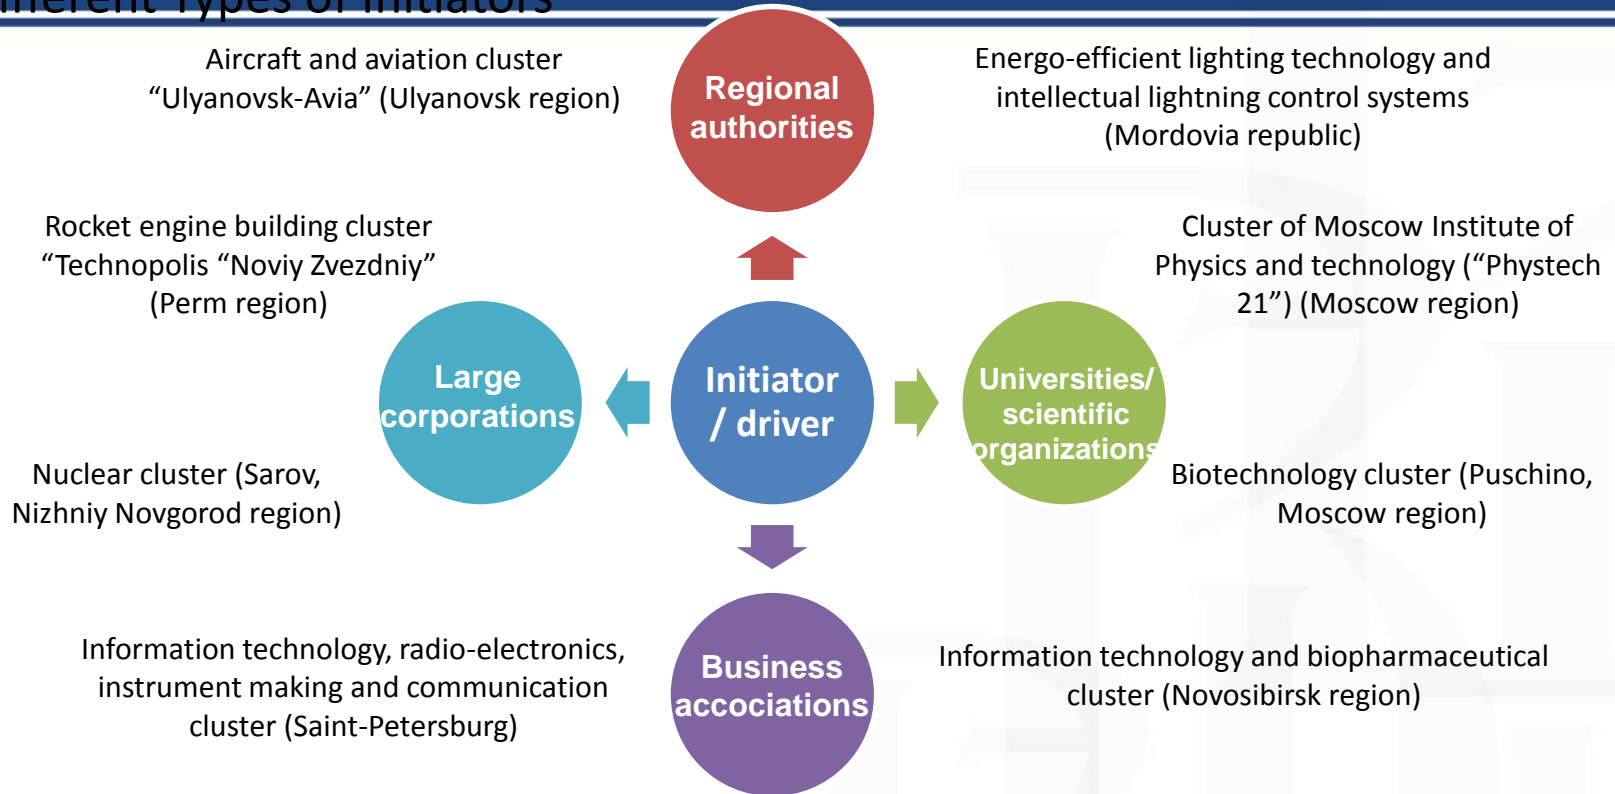 Types of Initiators
Aircraft and aviation cluster
“Ulyanovsk-Avia” (Ulyanovsk region)
Regional
authorities
Energo-efficient lighting technology and
intellectual lightning control systems
(Mordovia republic)
Rocket engine building cluster
“Technopolis “Noviy Zvezdniy”
(Perm region)
Cluster of Moscow Institute of
Physics and technology (“Phystech
21”) (Moscow region)
Large
corporations
Initiator
/ driver
Universities/
scientific
organizations
Nuclear cluster (Sarov,
Nizhniy Novgorod region)
Biotechnology cluster (Puschino,
Moscow region)
Information technology, radio-electronics,
instrument making and communication
cluster (Saint-Petersburg)
Business
accociations
Information technology and biopharmaceutical
cluster (Novosibirsk region)